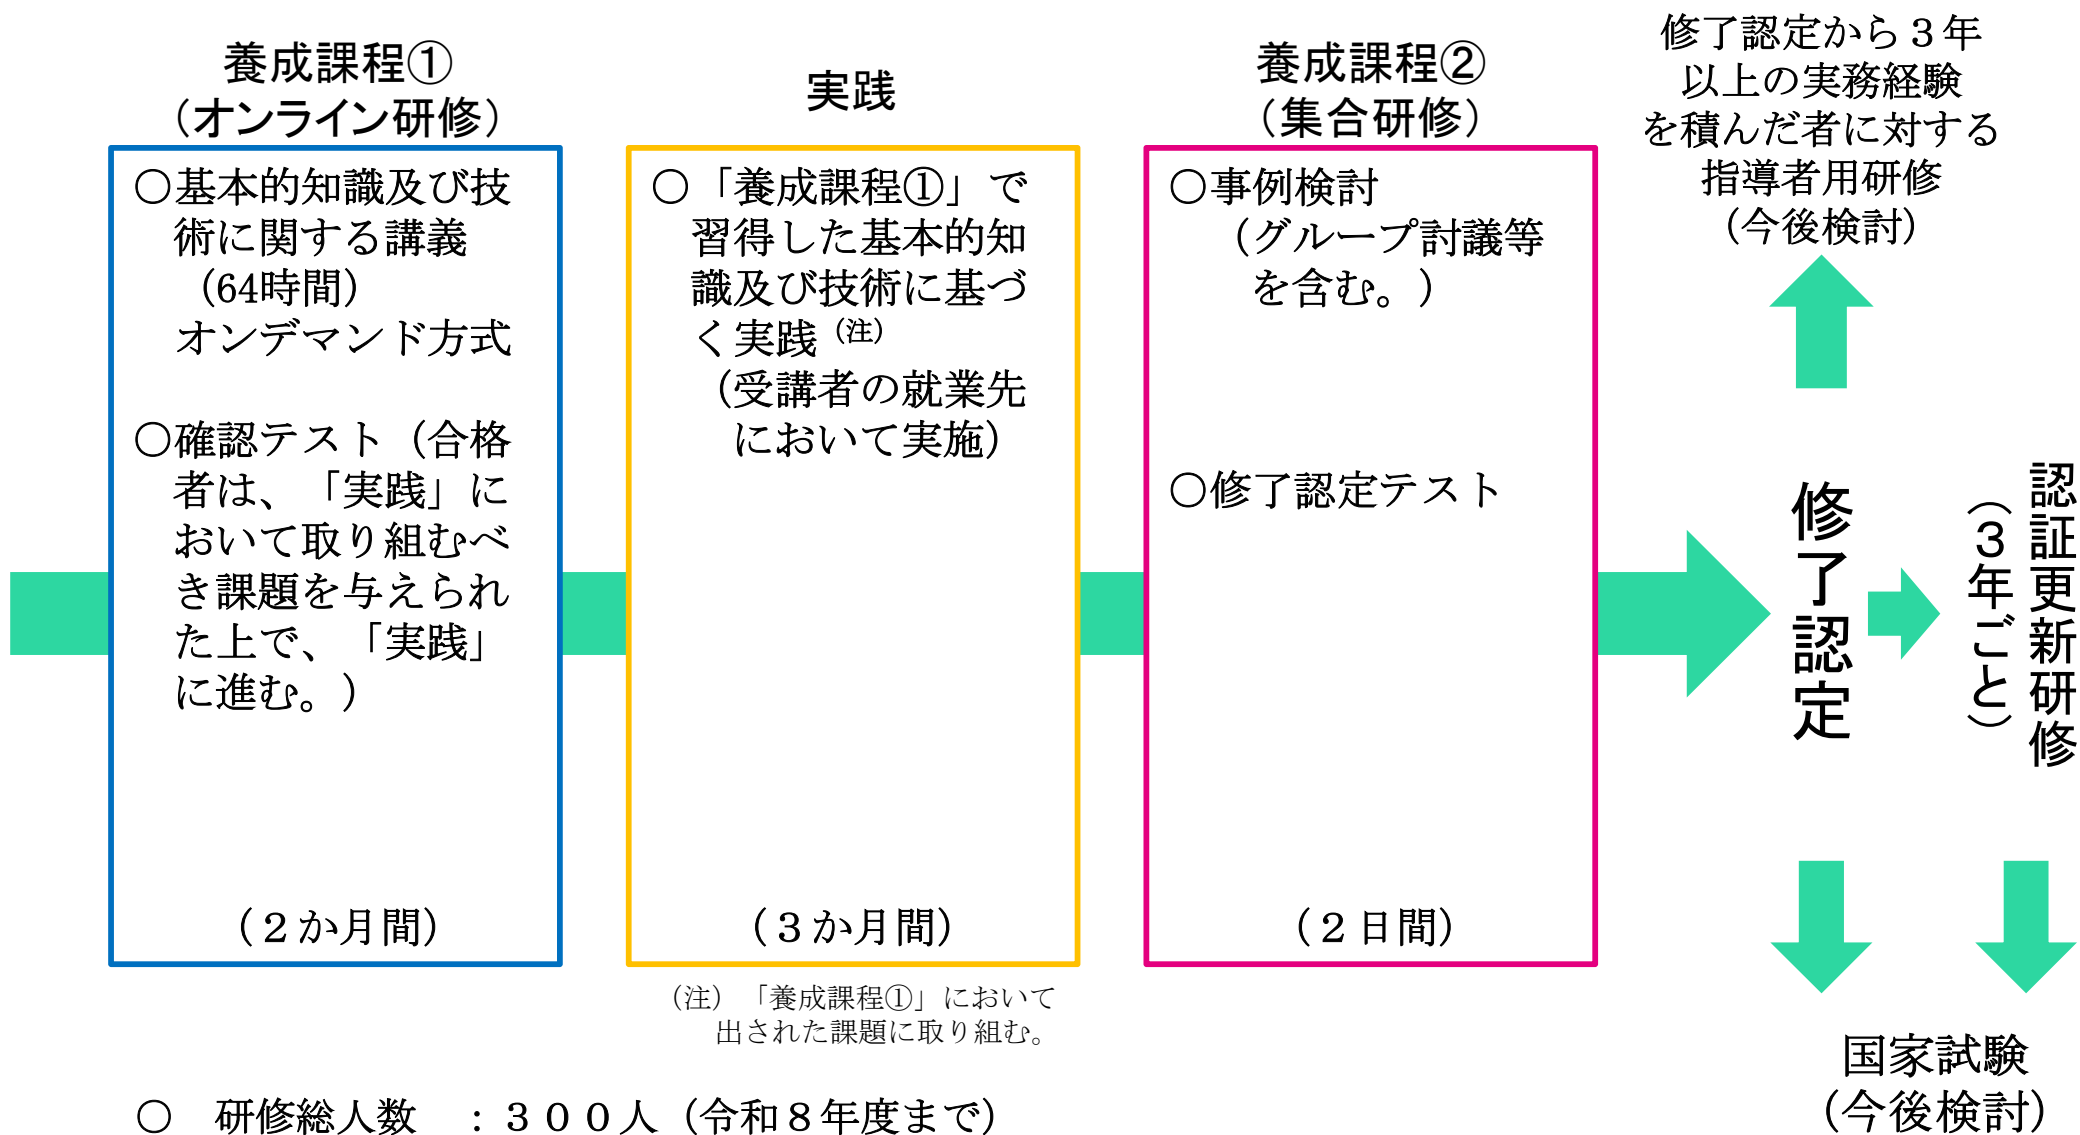 養成課程①
（オンライン研修）
〇基本的知識及び技
術に関する講義
（64時間）
オンデマンド方式
〇確認テスト（合格
者は、「実践」に
おいて取り組むべ
き課題を与えられ
た上で、「実践」
に進む。）
（２か月間）
実践
〇「養成課程①」で
習得した基本的知
識及び技術に基づ
く実践（注）
（受講者の就業先
において実施）
（３か月間）
（注）「養成課程①」において
出された課題に取り組む。
養成課程②
（集合研修）
〇事例検討
（グループ討議等
を含む。）
〇修了認定テスト
（２日間）
修了認定から３年
以上の実務経験
を積んだ者に対する
指導者用研修
（今後検討）
修了認定
認証更新研修
（３年ごと）
国家試験
（今後検討）
〇　研修総人数　：３００人（令和８年度まで）